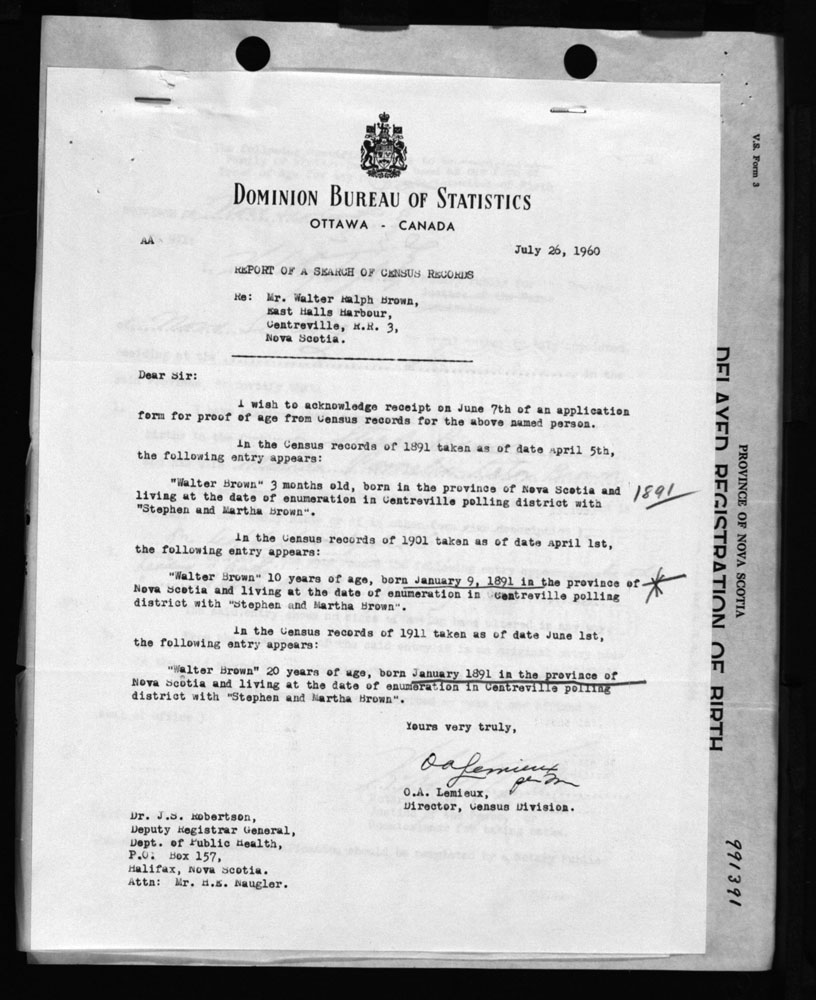 DOMINION BUREAU OF STATISTICS
OTTAWA - CANADA
AA
July 26, 1960
REPORT OF A SEARCH OF CENSUS RECORDS
Re: Mr. Walter Ralph Brown,
East Halls Harbour,
Centreville, R.R. 3,
Nova Scotia.
Dear Sir:
I wish to acknowledge receipt on June 7th of an application
form for proof of age from Census records for the above named person.
In the Census records of 1891 taken as of date April 5th,
the following entry appears:
"Walter Brown" 3 months old, born in the province of Nova Scotia and
living at the date of enumeration in Centreville polling district with
"Stephen and Martha Brown".
1891
In the Census records of 1901 taken as of date April 1st,
the following entry appears:
"Walter Brown" 10 years of age, born January 9, 1891 in the province of
Nova Scotia and living at the date of enumeration in Centreville polling
district with "Stephen and Martha Brown".
In the Census records of 1911 taken as of date June 1st,
the following entry appears:
"Walter Brown" 20 years of age, born January 1891 in the province of
Nova Scotia and living at the date of enumeration in Centreville polling
district with "Stephen and Martha Brown".
Yours very truly,
O A Lemieux
per
O.A. Lemieux,
Director, Census Division.
Dr. J.S. Robertson,
Deputy Registrar General,
Dept. of Public Health,
P.O. Box 157,
Halifax, Nova Scotia.
Attn: Mr. H.E. Naugler.
V.S. Form 3
PROVINCE OF NOVA SCOTIA
DELAYED REGISTRATION OF BIRTH
991391